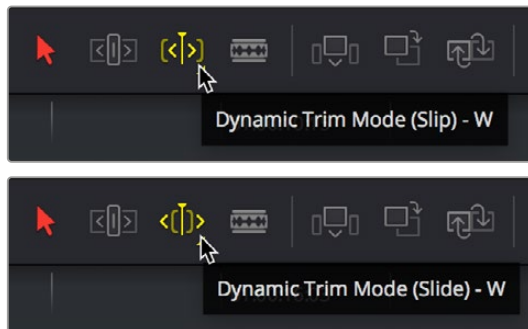 Dynamic Trim Mode (Slip) - W
Dynamic Trim Mode (Slide) - W